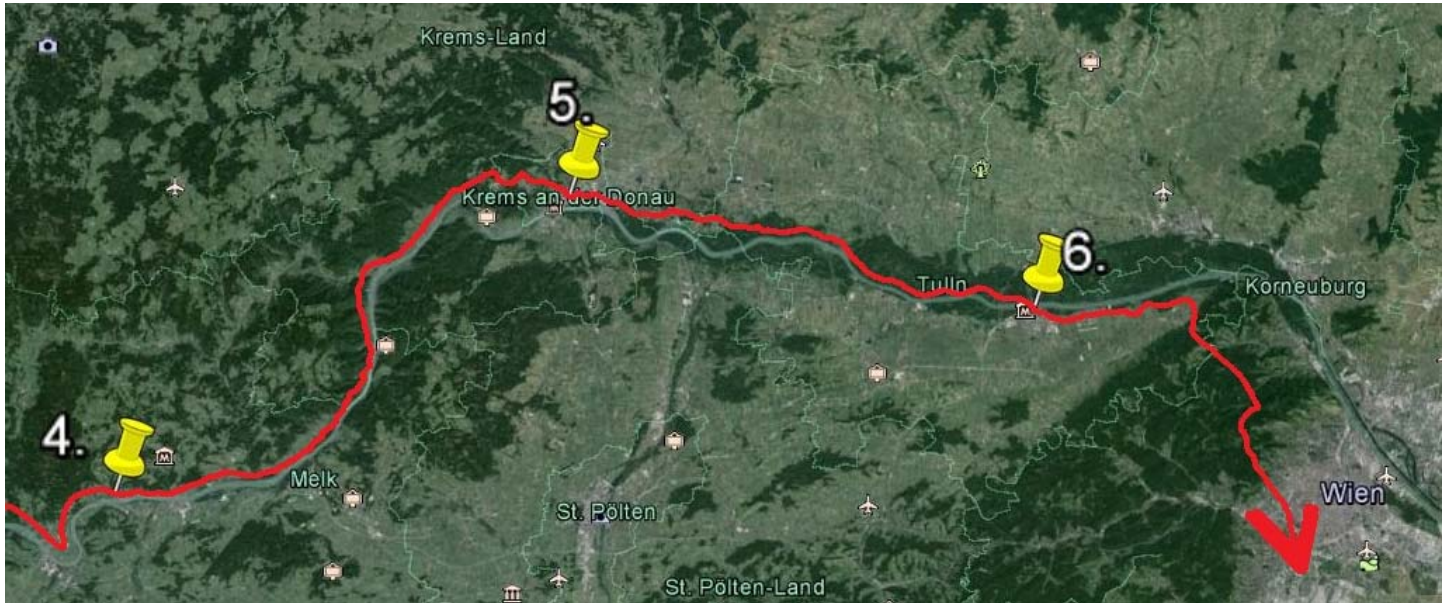 Krems-Land
5.
Krems an der Donau
6.
Tulln
Korneuburg
4.
Melk
Wien
St. Pölten
St. Pölten-Land